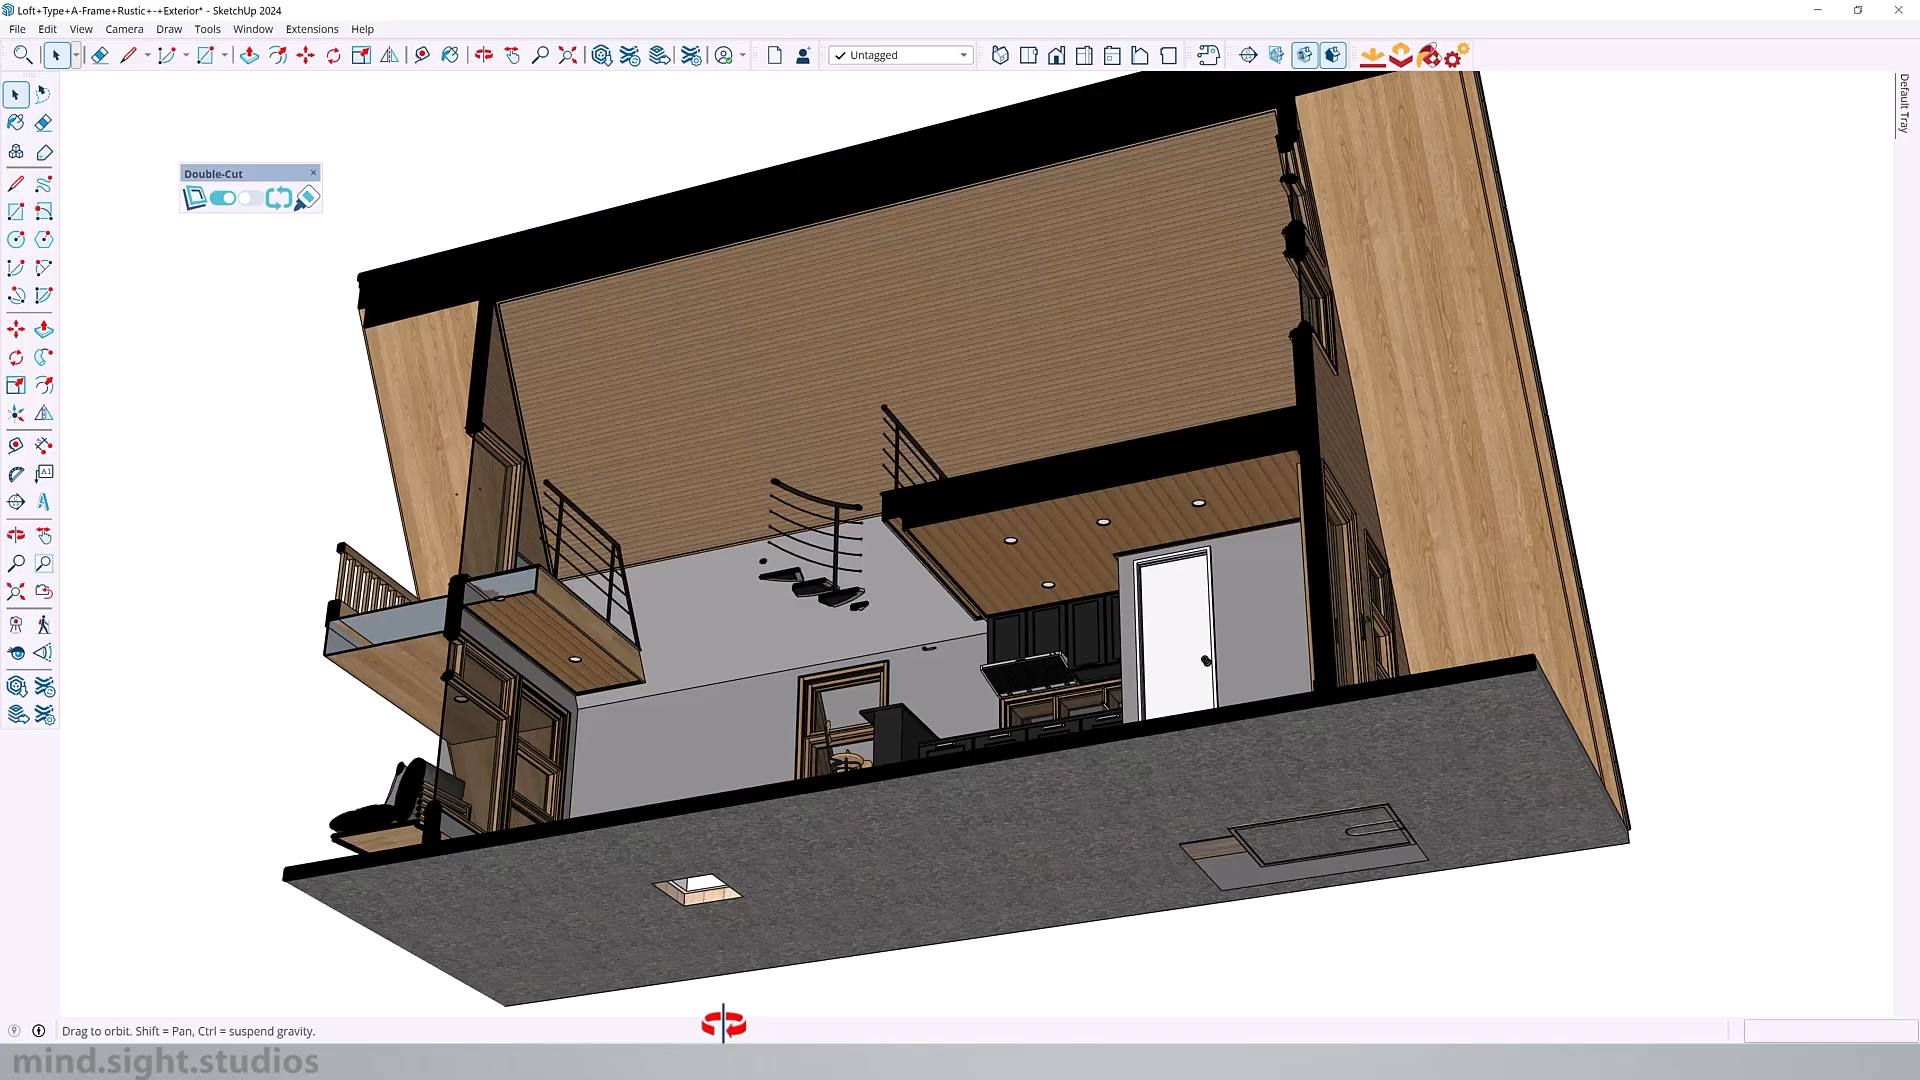 Loft+Type+A-Frame+Rustic+-+Exterior* - SketchUp 2024
File Edit View Camera Draw Tools Window Extensions Help
Untagged
Default Tray
Double-Cut
A1
Drag to orbit. Shift = Pan, Ctrl = suspend gravity.
mind.sight.studios